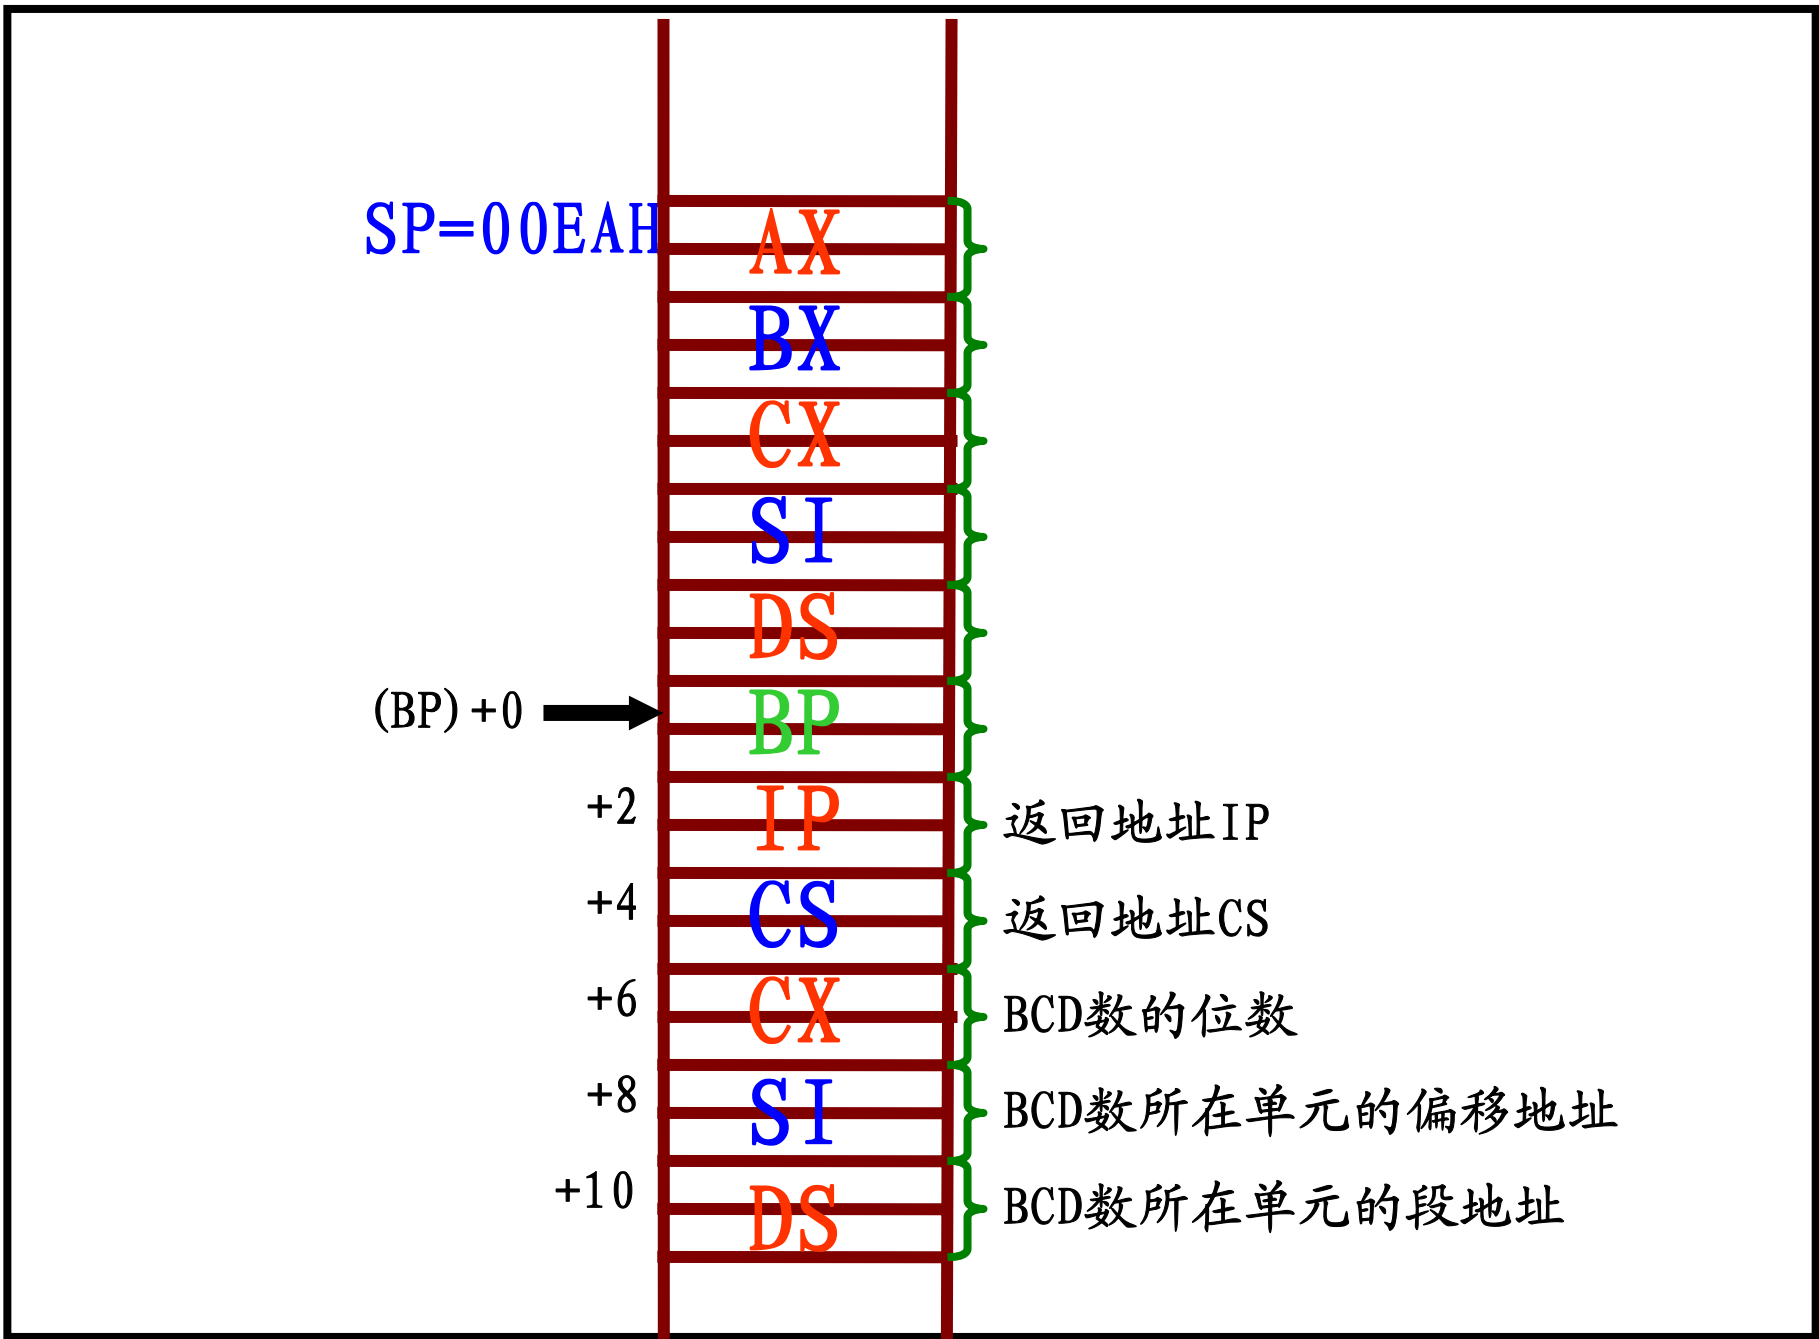 SP=00EAH
AX
BX
CX
SI
DS
(BP)+0 BP
+2 IP 返回地址IP
+4 CS 返回地址CS
+6 CX BCD数的位数
+8 SI BCD数所在单元的偏移地址
+10 DS BCD数所在单元的段地址